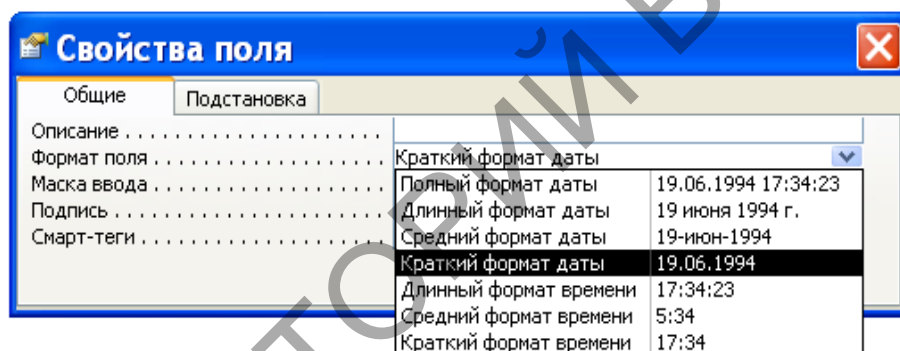 Свойства поля
Общие Подстановка
Описание . . . . . . . . . . . . . . . . . . . . .
Формат поля . . . . . . . . . . . . . . . . . . . Краткий формат даты
Маска ввода . . . . . . . . . . . . . . . . . . . Полный формат даты 19.06.1994 17:34:23
Подпись . . . . . . . . . . . . . . . . . . . . . . Длинный формат даты 19 июня 1994 г.
Смарт-теги . . . . . . . . . . . . . . . . . . . . Средний формат даты 19-июн-1994
Краткий формат даты 19.06.1994
Длинный формат времени 17:34:23
Средний формат времени 5:34
Краткий формат времени 17:34
ТОРИЙ В